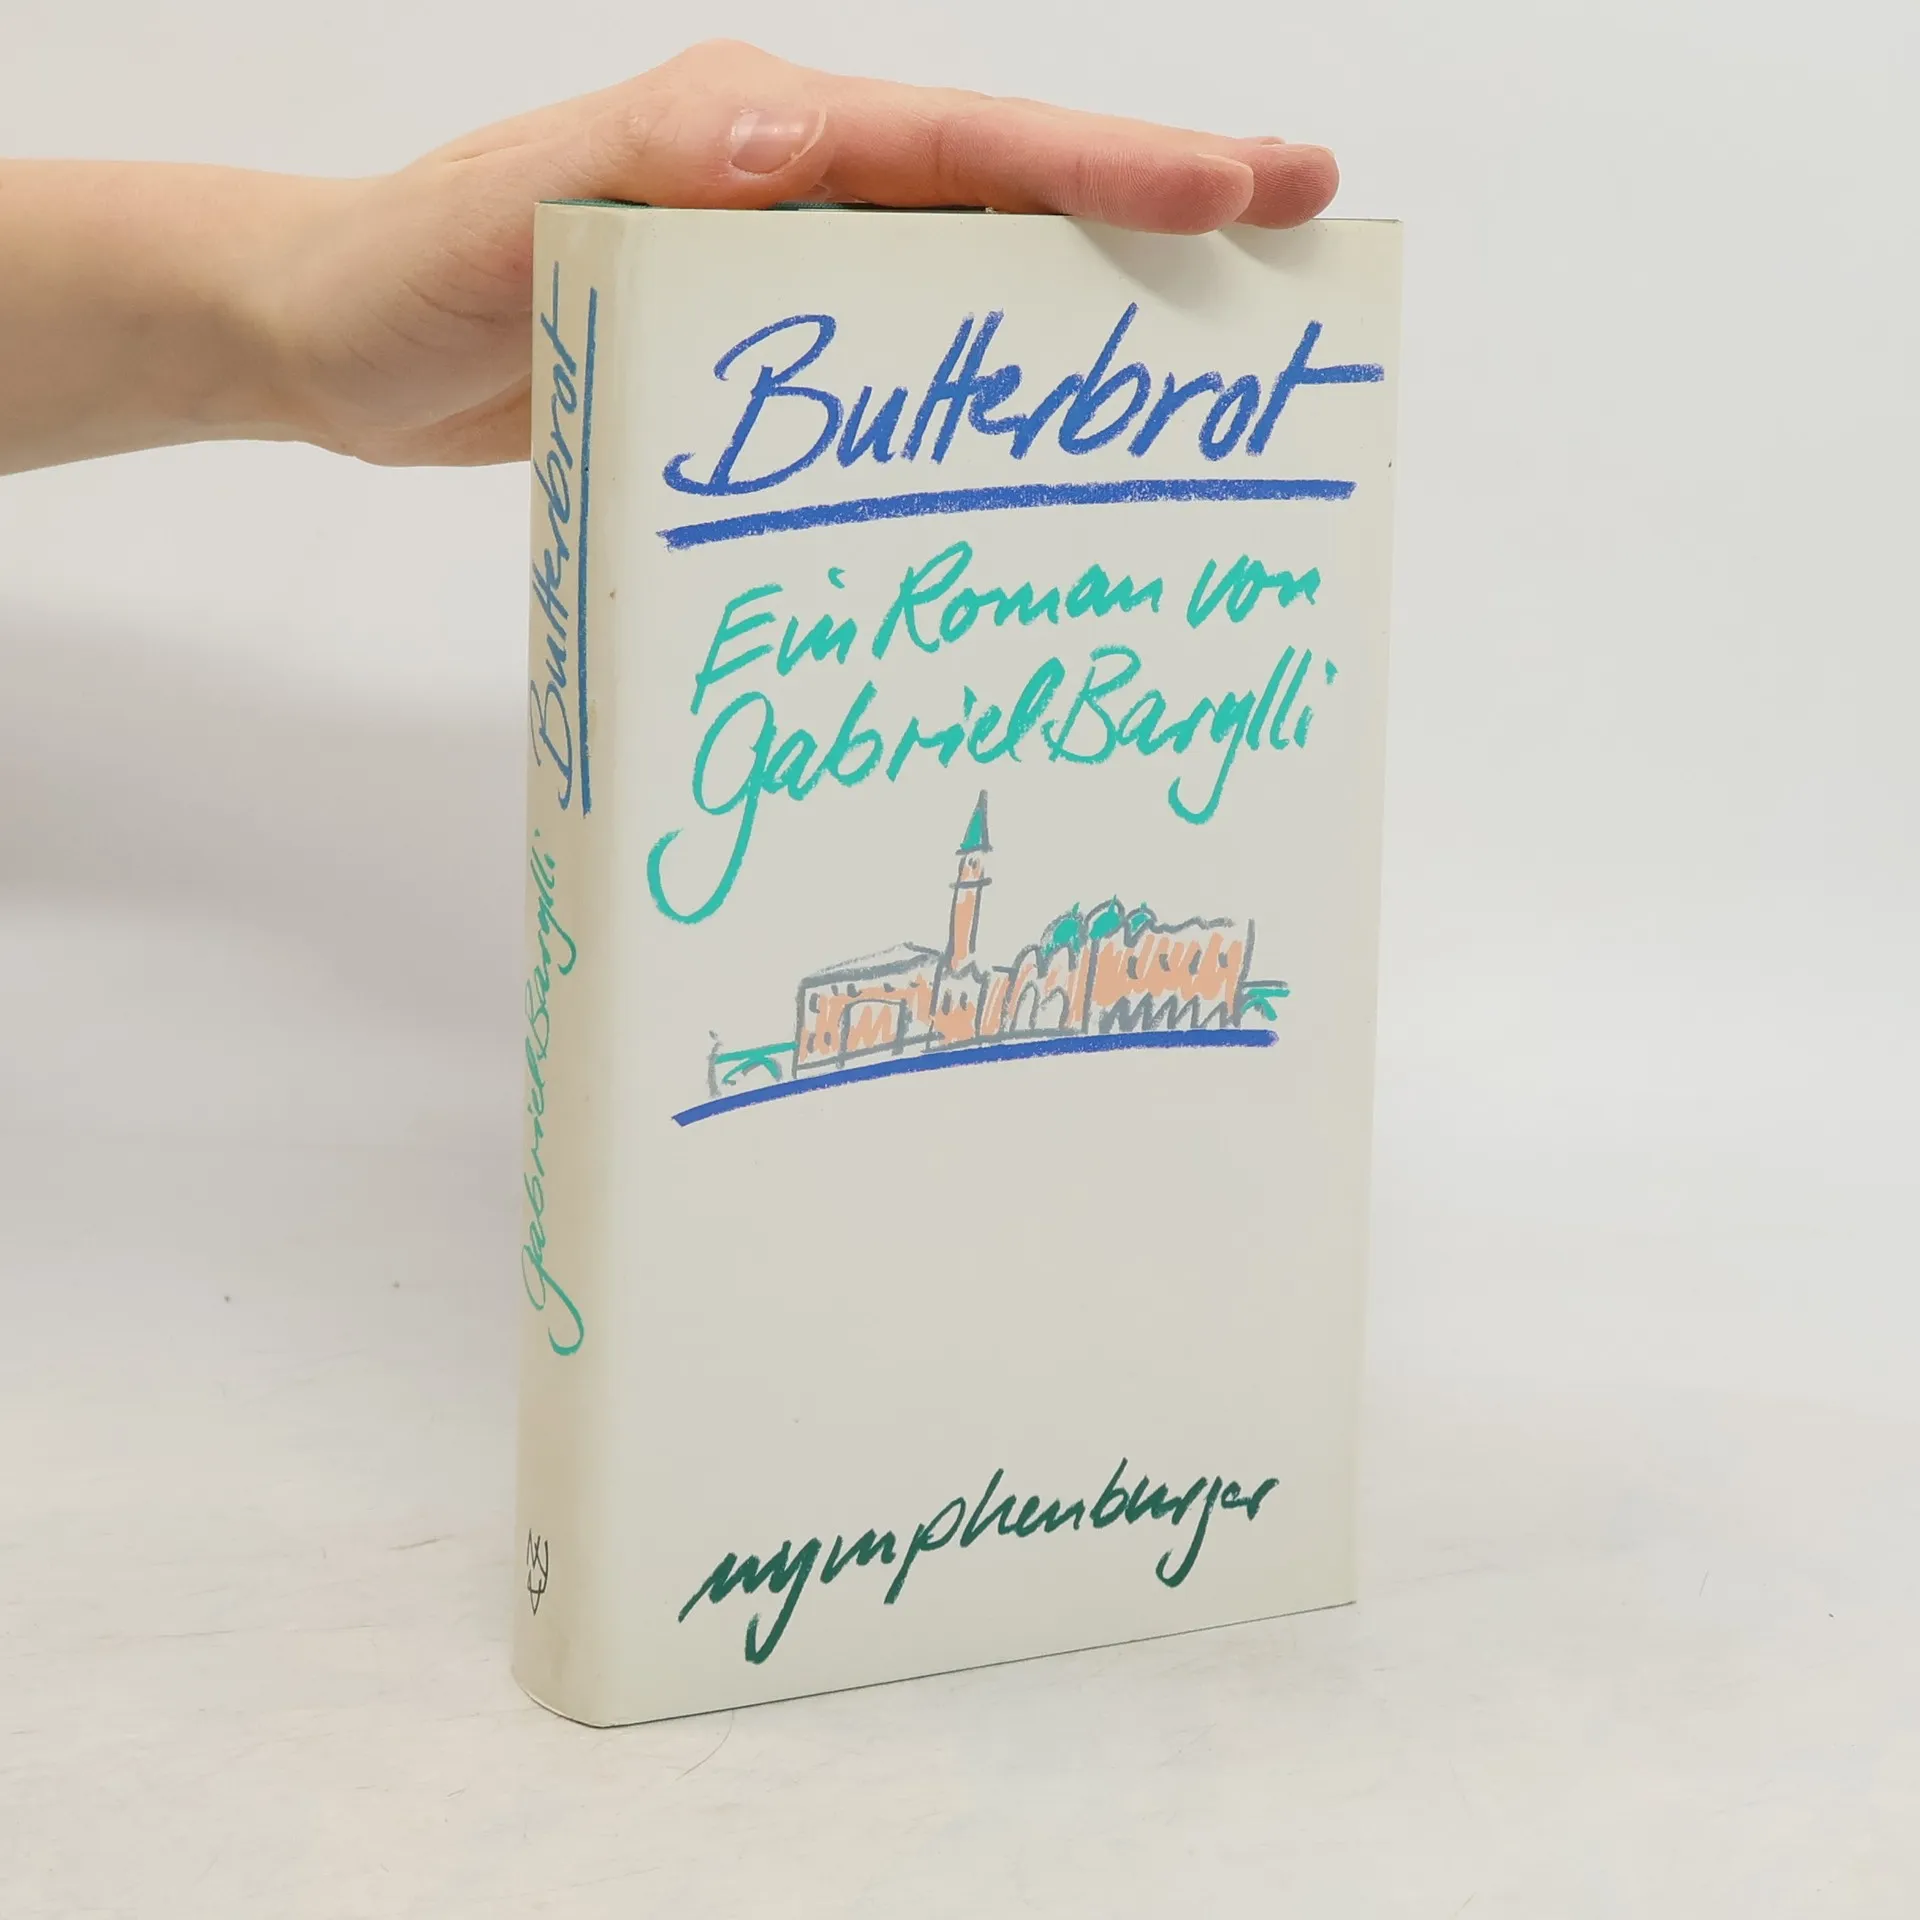 Butterbrot
Ein Roman von
Gabriel Barylli
nymphenburger
Gabriel Barylli Butterbrot